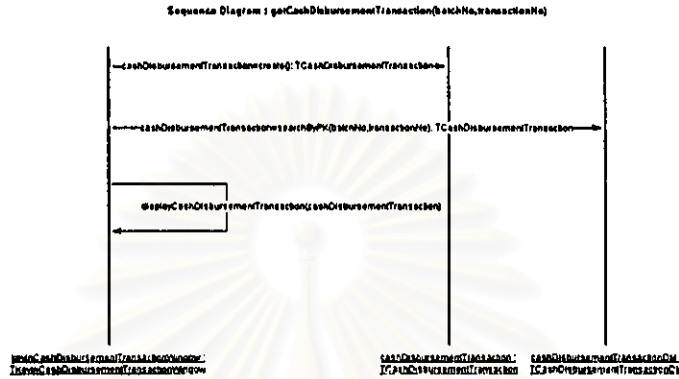 Sequence Diagram : getCashDisbursementTransaction(batchNo,transactionNo)
cashDisbursementTransaction=create(): TCashDisbursementTransaction
cashDisbursementTransaction=searchByPK(batchNo,transactionNo): TCashDisbursementTransaction
displayCashDisbursementTransaction(cashDisbursementTransaction)
cashDisbursementTransaction :
TCashDisbursementTransaction